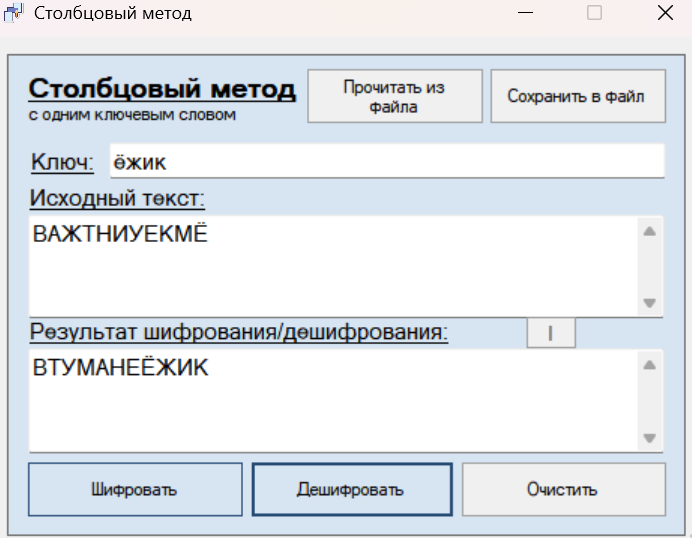 Столбцовый метод
Столбцовый метод
с одним ключевым словом
Прочитать из
файла
Сохранить в файл
Ключ:
ёжик
Исходный текст:
ВАЖТНИУЕКМЁ
Результат шифрования/дешифрования:
|
ВТУМАНЕЁЖИК
Шифровать
Дешифровать
Очистить